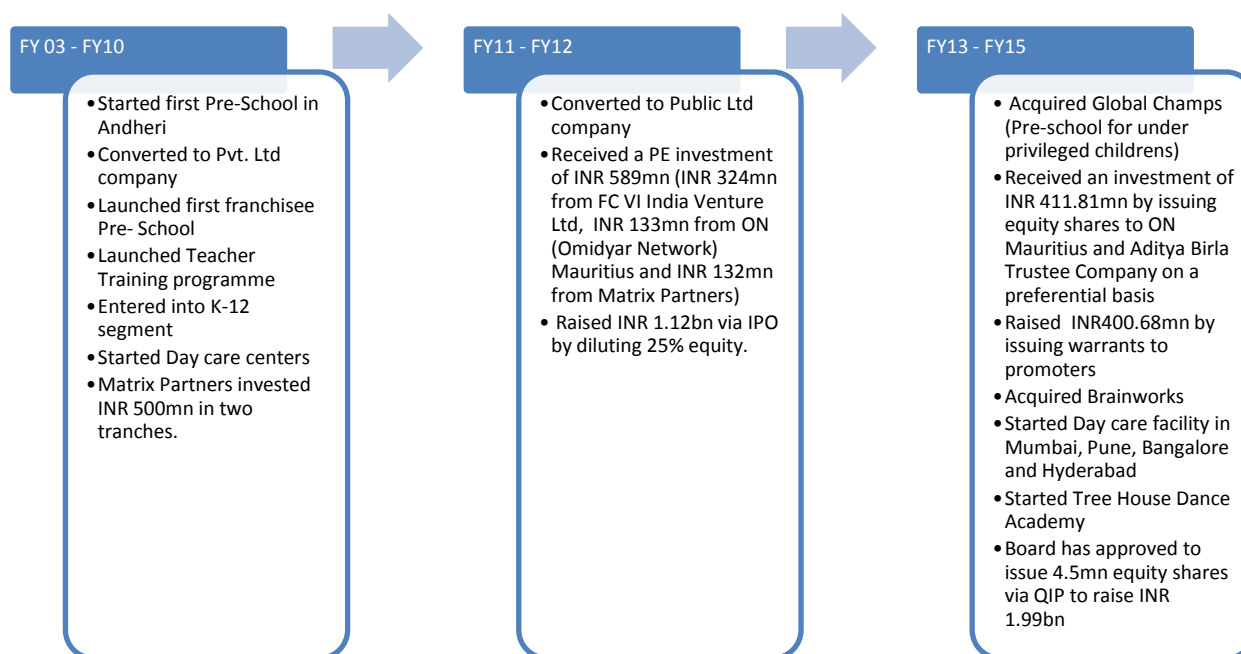 FY 03 - FY10
•Started first Pre-School in
Andheri
•Converted to Pvt. Ltd
company
•Launched first franchisee
Pre- School
•Launched Teacher
Training programme
•Entered into K-12
segment
•Started Day care centers
•Matrix Partners invested
INR 500mn in two
tranches.
FY11 - FY12
•Converted to Public Ltd
company
•Received a PE investment
of INR 589mn (INR 324mn
from FC VI India Venture
Ltd, INR 133mn from ON
(Omidyar Network)
Mauritius and INR 132mn
from Matrix Partners)
• Raised INR 1.12bn via IPO
by diluting 25% equity.
FY13 - FY15
• Acquired Global Champs
(Pre-school for under
privileged childrens)
•Received an investment of
INR 411.81mn by issuing
equity shares to ON
Mauritius and Aditya Birla
Trustee Company on a
preferential basis
•Raised INR400.68mn by
issuing warrants to
promoters
•Acquired Brainworks
•Started Day care facility in
Mumbai, Pune, Bangalore
and Hyderabad
•Started Tree House Dance
Academy
•Board has approved to
issue 4.5mn equity shares
via QIP to raise INR
1.99bn